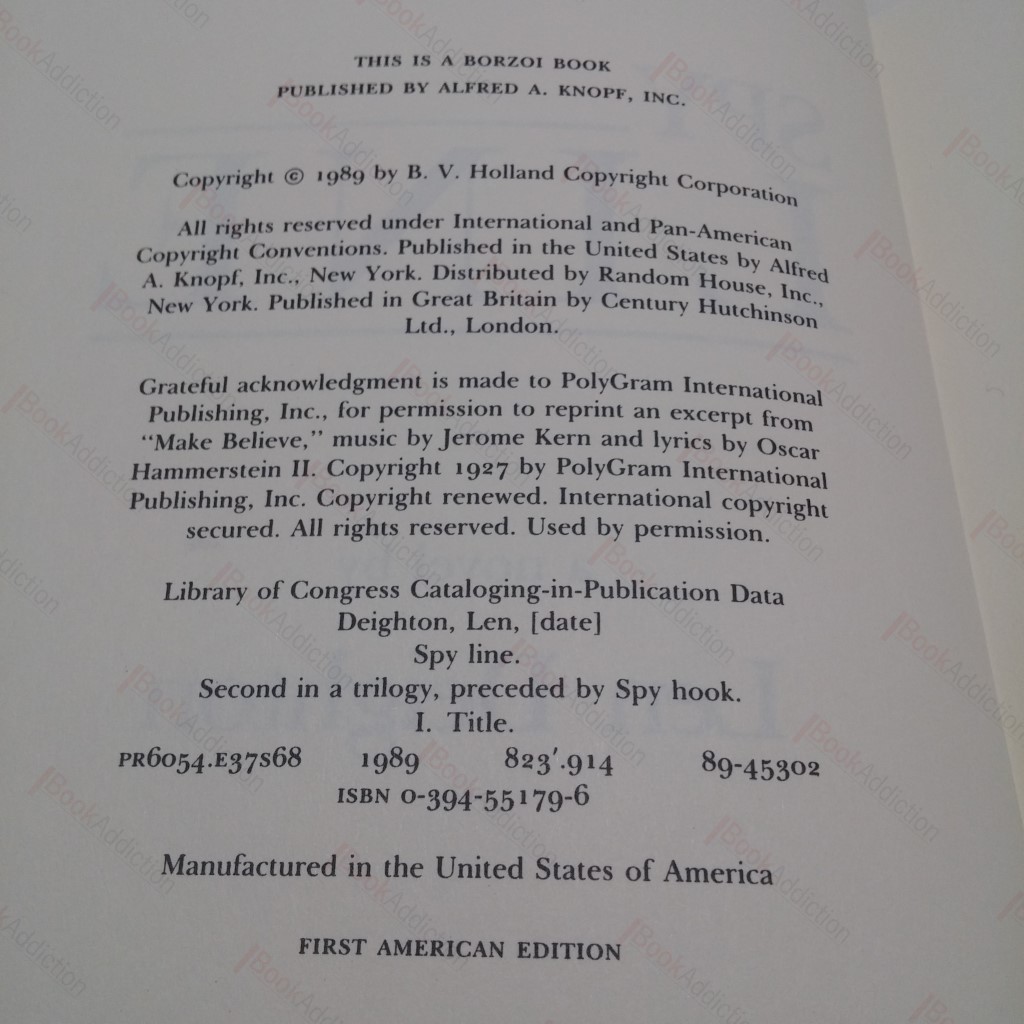 THIS IS A BORZOI BOOK
PUBLISHED BY ALFRED A. KNOPF, INC.
Copyright © 1989 by B. V. Holland Copyright Corporation
All rights reserved under International and Pan-American
Copyright Conventions. Published in the United States by Alfred
A. Knopf, Inc., New York. Distributed by Random House, Inc.,
New York. Published in Great Britain by Century Hutchinson
Ltd., London.
Grateful acknowledgment is made to PolyGram International
Publishing, Inc., for permission to reprint an excerpt from
“Make Believe,” music by Jerome Kern and lyrics by Oscar
Hammerstein II. Copyright 1927 by PolyGram International
Publishing, Inc. Copyright renewed. International copyright
secured. All rights reserved. Used by permission.
Library of Congress Cataloging-in-Publication Data
Deighton, Len, [date]
Spy line.
Second in a trilogy, preceded by Spy hook.
I. Title.
PR6054.E37S68 1989 823′.914 89-45302
ISBN 0-394-55179-6
Manufactured in the United States of America
FIRST AMERICAN EDITION